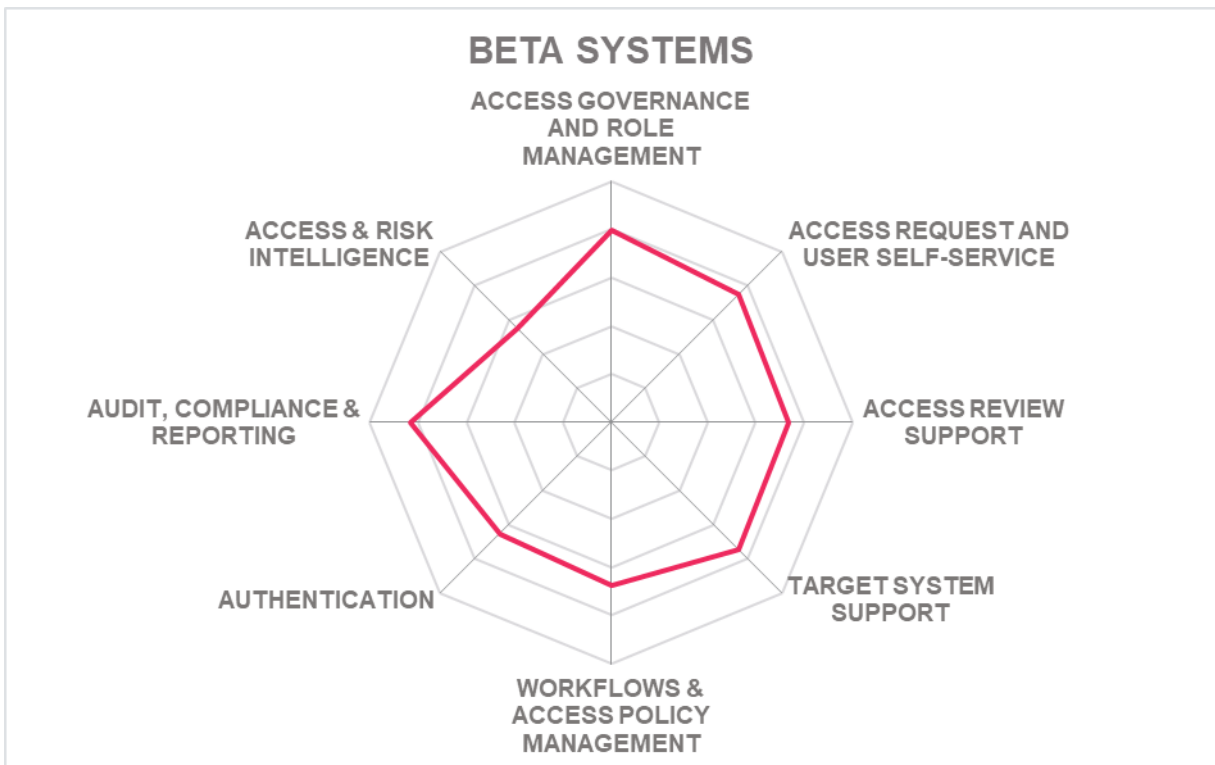 BETA SYSTEMS
ACCESS GOVERNANCE
AND ROLE
MANAGEMENT
ACCESS & RISK
INTELLIGENCE
ACCESS REQUEST AND
USER SELF-SERVICE
AUDIT, COMPLIANCE &
REPORTING
ACCESS REVIEW
SUPPORT
AUTHENTICATION
TARGET SYSTEM
SUPPORT
WORKFLOWS &
ACCESS POLICY
MANAGEMENT